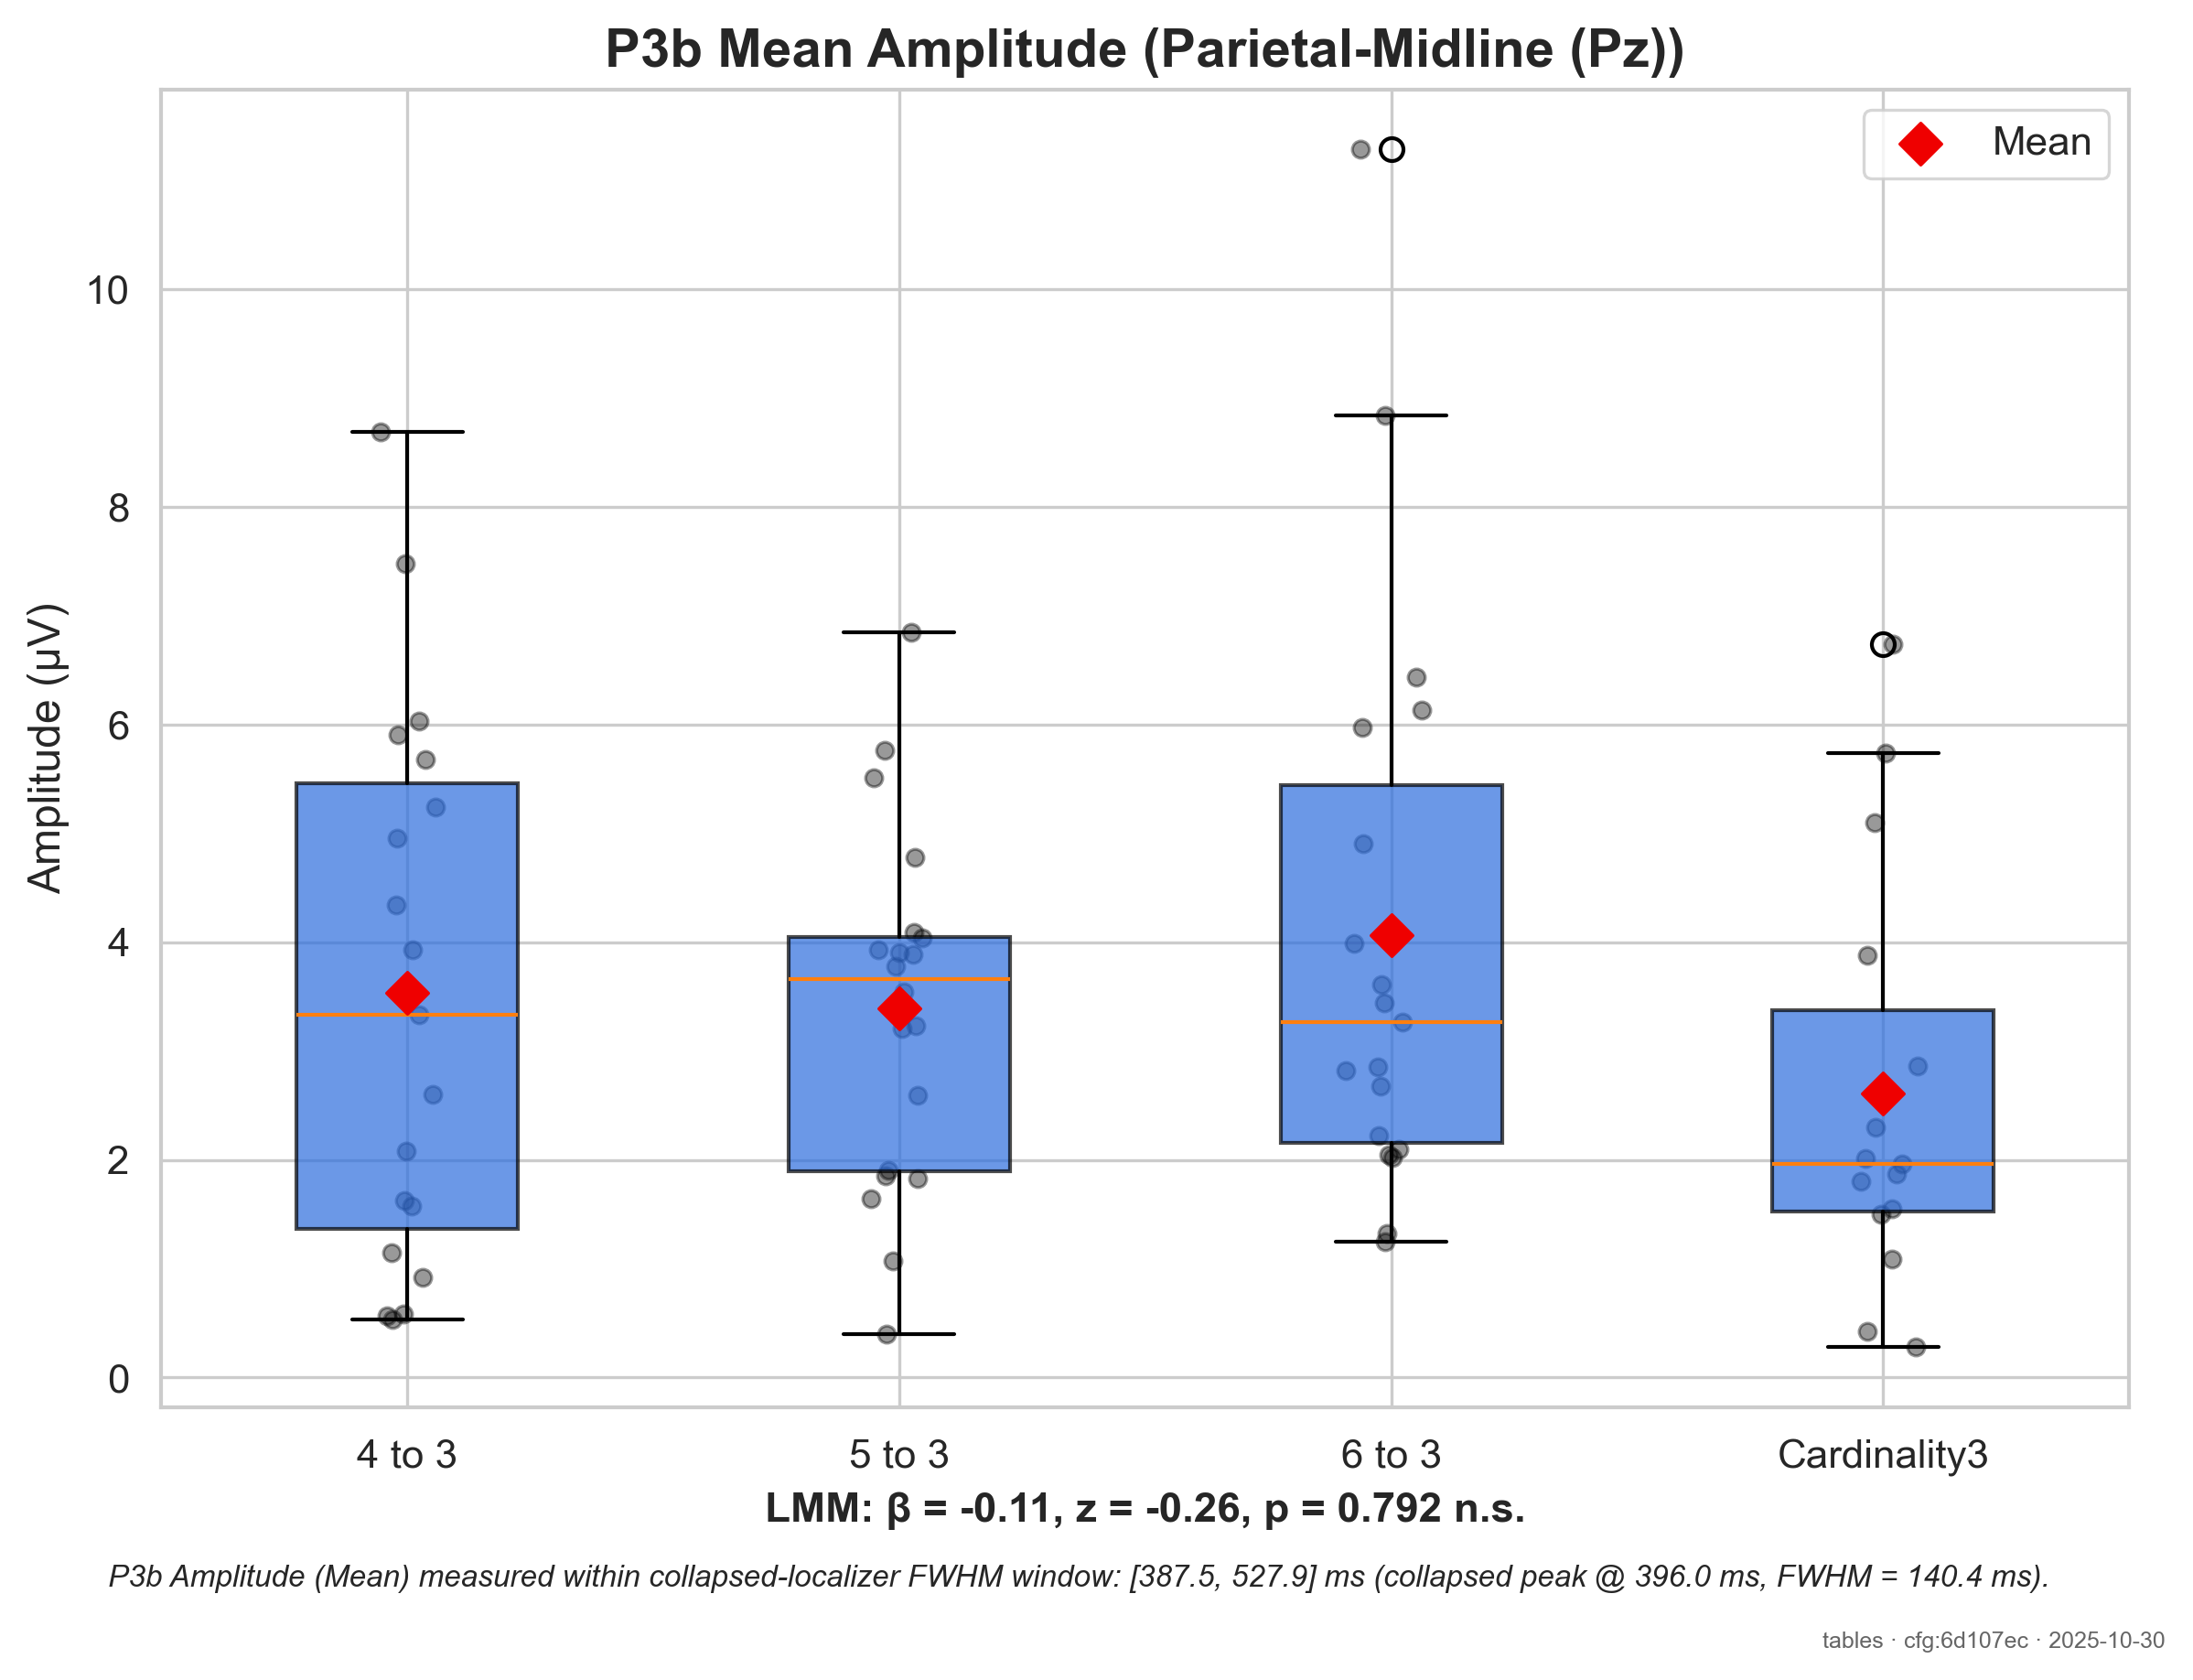 P3b Mean Amplitude (Parietal-Midline (Pz))
Mean
Amplitude (µV)
10
8
6
4
2
0
4 to 3
5 to 3
6 to 3
Cardinality3
LMM: β = -0.11, z = -0.26, p = 0.792 n.s.
P3b Amplitude (Mean) measured within collapsed-localizer FWHM window: [387.5, 527.9] ms (collapsed peak @ 396.0 ms, FWHM = 140.4 ms).
tables · cfg:6d107ec · 2025-10-30